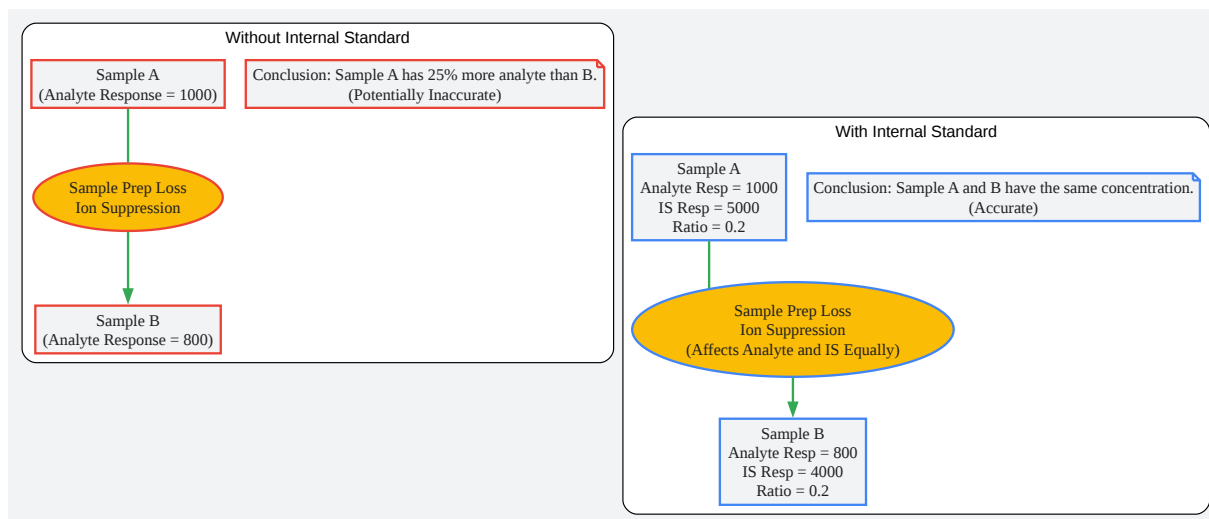 Without Internal Standard
Sample A
(Analyte Response = 1000)
Conclusion: Sample A has 25% more analyte than B.
(Potentially Inaccurate)
Sample Prep Loss
Ion Suppression
Sample B
(Analyte Response = 800)
With Internal Standard
Sample A
Analyte Resp = 1000
IS Resp = 5000
Ratio = 0.2
Conclusion: Sample A and B have the same concentration.
(Accurate)
Sample Prep Loss
Ion Suppression
(Affects Analyte and IS Equally)
Sample B
Analyte Resp = 800
IS Resp = 4000
Ratio = 0.2